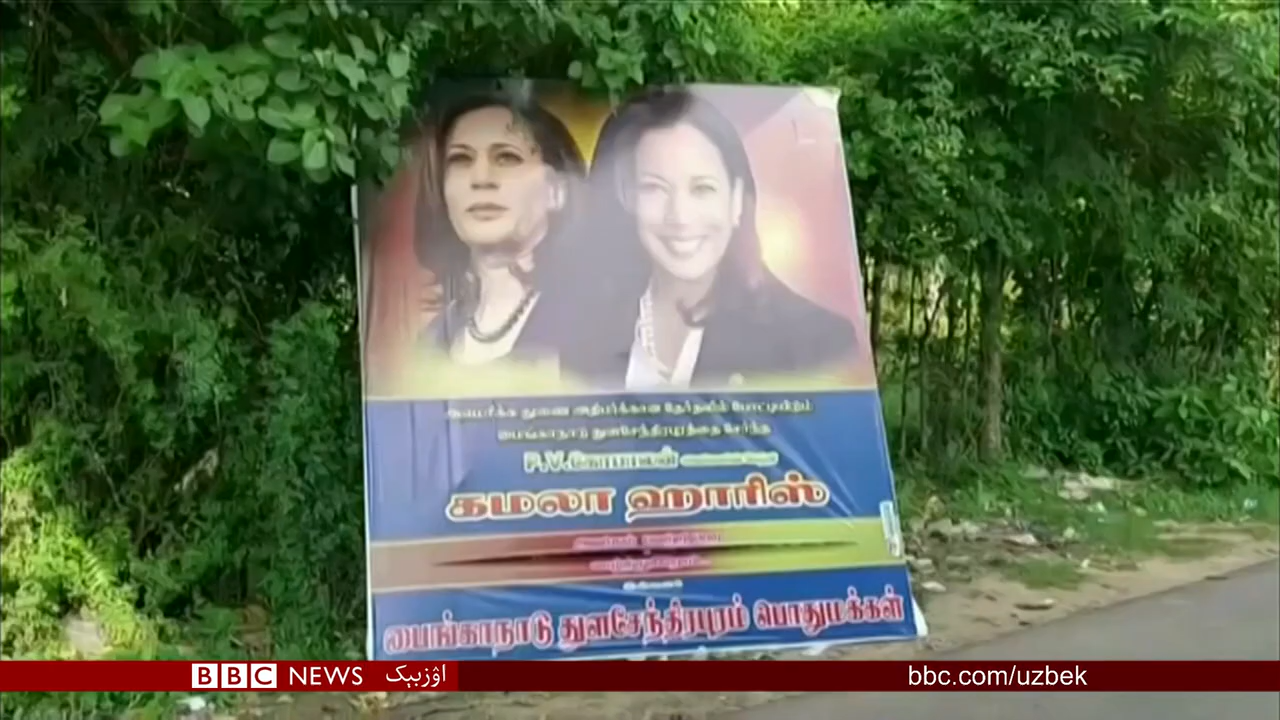 அமெரிக்க துணை அதிபர்க்கான தேர்தலில் போட்டியிடும்
பைங்காநாடு துளசேந்திரபுரத்தை சேர்ந்த
P.V.கோபாலன்
கமலா ஹாரிஸ்
பைங்காநாடு துளசேந்திரபுரம் பொதுமக்கள்
BBC NEWS اۉزبېک
bbc.com/uzbek